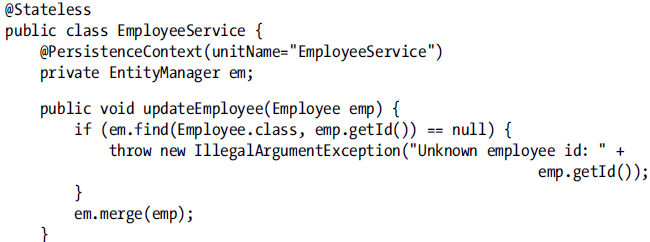 @Stateless
public class EmployeeService {
    @PersistenceContext(unitName="EmployeeService")
    private EntityManager em;
    public void updateEmployee(Employee emp) {
        if (em.find(Employee.class, emp.getId()) == null) {
            throw new IllegalArgumentException("Unknown employee id: " +
                                                emp.getId());
        }
        em.merge(emp);
    }